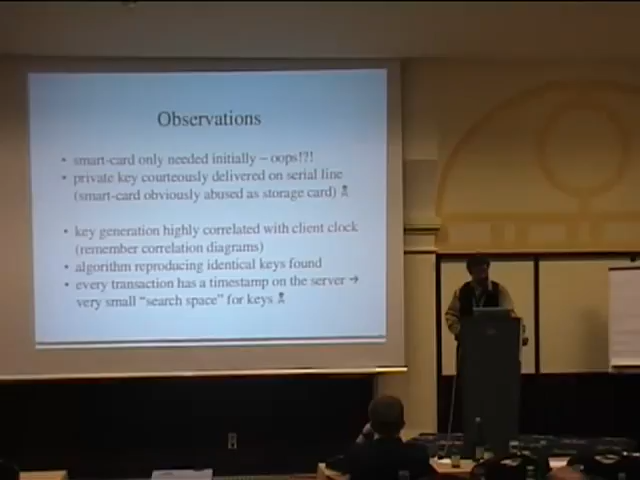 Observations
• smart-card only needed initially – oops!?!
• private key courteously delivered on serial line
(smart-card obviously abused as storage card)
• key generation highly correlated with client clock
(remember correlation diagrams)
• algorithm reproducing identical keys found
• every transaction has a timestamp on the server →
very small “search space” for keys